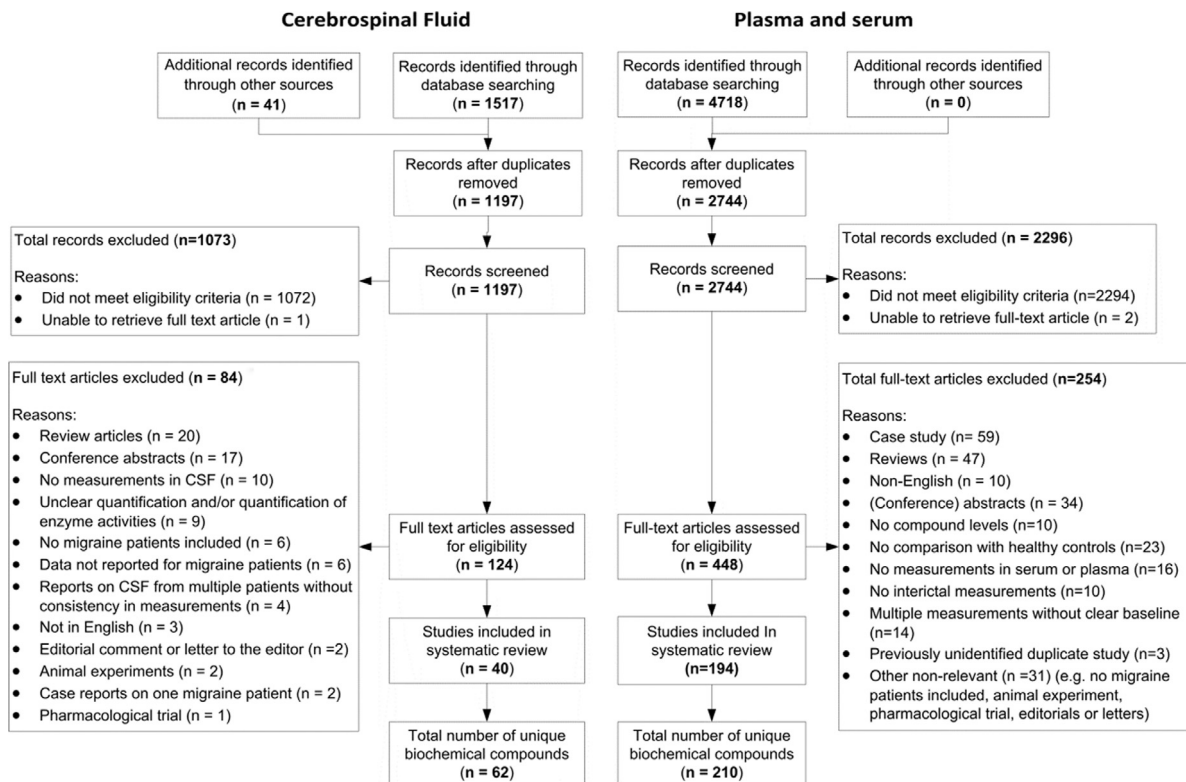 Cerebrospinal Fluid
Additional records identified
through other sources
(n = 41)
Records identified through
database searching
(n = 1517)
Records after duplicates
removed
(n = 1197)
Total records excluded (n=1073)
Reasons:
• Did not meet eligibility criteria (n = 1072)
• Unable to retrieve full text article (n = 1)
Records screened
(n = 1197)
Full text articles excluded (n = 84)
Reasons:
• Review articles (n = 20)
• Conference abstracts (n = 17)
• No measurements in CSF (n = 10)
• Unclear quantification and/or quantification of
enzyme activities (n = 9)
• No migraine patients included (n = 6)
• Data not reported for migraine patients (n = 6)
• Reports on CSF from multiple patients without
consistency in measurements (n = 4)
• Not in English (n = 3)
• Editorial comment or letter to the editor (n =2)
• Animal experiments (n = 2)
• Case reports on one migraine patient (n = 2)
• Pharmacological trial (n = 1)
Full text articles assessed
for eligibility
(n = 124)
Studies included in
systematic review
(n = 40)
Total number of unique
biochemical compounds
(n = 62)
Plasma and serum
Records identified through
database searching
(n = 4718)
Additional records identified
through other sources
(n = 0)
Records after duplicates
removed
(n = 2744)
Records screened
(n = 2744)
Total records excluded (n = 2296)
Reasons:
• Did not meet eligibility criteria (n=2294)
• Unable to retrieve full-text article (n = 2)
Full-text articles assessed
for eligibility
(n = 448)
Total full-text articles excluded (n=254)
Reasons:
• Case study (n= 59)
• Reviews (n = 47)
• Non-English (n = 10)
• (Conference) abstracts (n = 34)
• No compound levels (n=10)
• No comparison with healthy controls (n=23)
• No measurements in serum or plasma (n=16)
• No interictal measurements (n=10)
• Multiple measurements without clear baseline
(n=14)
• Previously unidentified duplicate study (n=3)
• Other non-relevant (n =31) (e.g. no migraine
patients included, animal experiment,
pharmacological trial, editorials or letters)
Studies included In
systematic review
(n=194)
Total number of unique
biochemical compounds
(n = 210)